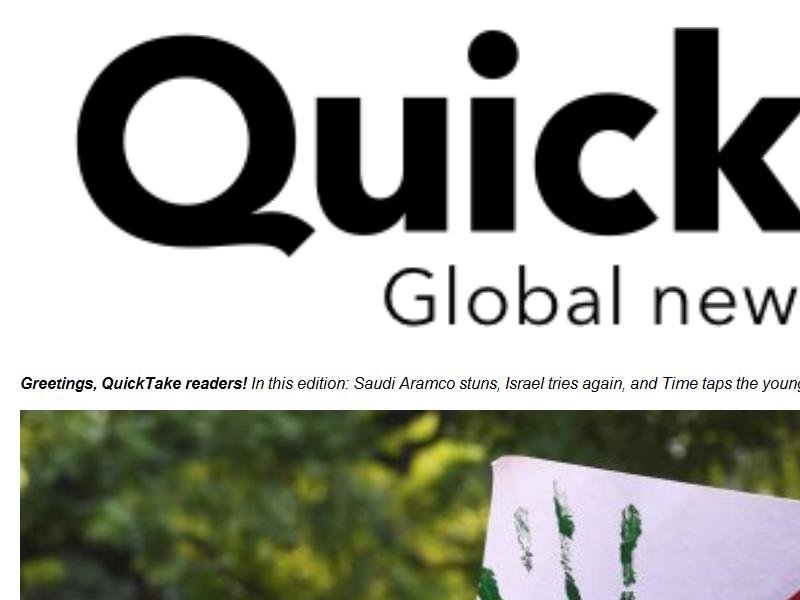 Quick
Global new
Greetings, QuickTake readers! In this edition: Saudi Aramco stuns, Israel tries again, and Time taps the young